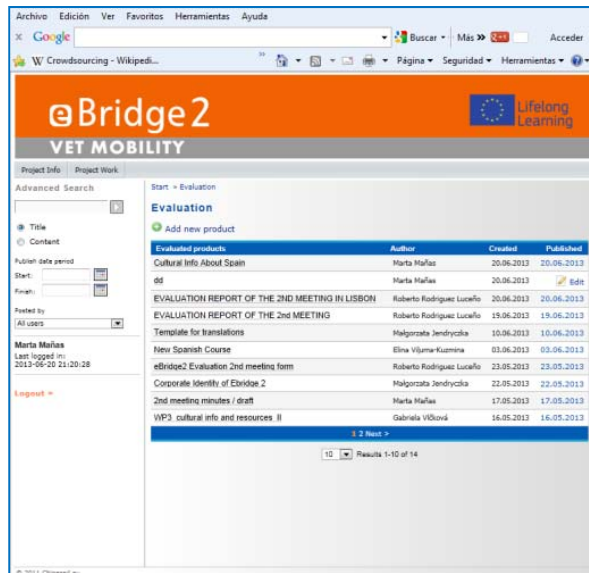 Archivo Edición Ver Favoritos Herramientas Ayuda
x Google Buscar Más » Acceder
W Crowdsourcing - Wikipedi... » Página Seguridad Herramientas
eBridge2
VET MOBILITY
Lifelong
Learning
Project Info Project Work
Advanced Search
Title
Content
Publish date period
Start:
Finish:
Posted by
All users
Marta Mañas
Last logged in:
2013-06-20 21:20:28
Logout »
Start » Evaluation
Evaluation
Add new product
Evaluated products Author Created Published
Cultural Info About Spain Marta Mañas 20.06.2013 20.06.2013
dd Marta Mañas 20.06.2013 Edit
EVALUATION REPORT OF THE 2ND MEETING IN LISBON Roberto Rodriguez Luceño 20.06.2013 20.06.2013
EVALUATION REPORT OF THE 2nd MEETING Roberto Rodriguez Luceño 19.06.2013 19.06.2013
Template for translations Małgorzata Jendryczka 10.06.2013 10.06.2013
New Spanish Course Elina Viļuma-Kuzmina 03.06.2013 03.06.2013
eBridge2 Evaluation 2nd meeting form Roberto Rodriguez Luceño 23.05.2013 23.05.2013
Corporate Identity of Ebridge 2 Małgorzata Jendryczka 22.05.2013 22.05.2013
2nd meeting minutes / draft Marta Mañas 17.05.2013 17.05.2013
WP3 cultural info and resources II Gabriela Vlčková 16.05.2013 16.05.2013
1 2 Next >
10 Results 1-10 of 14